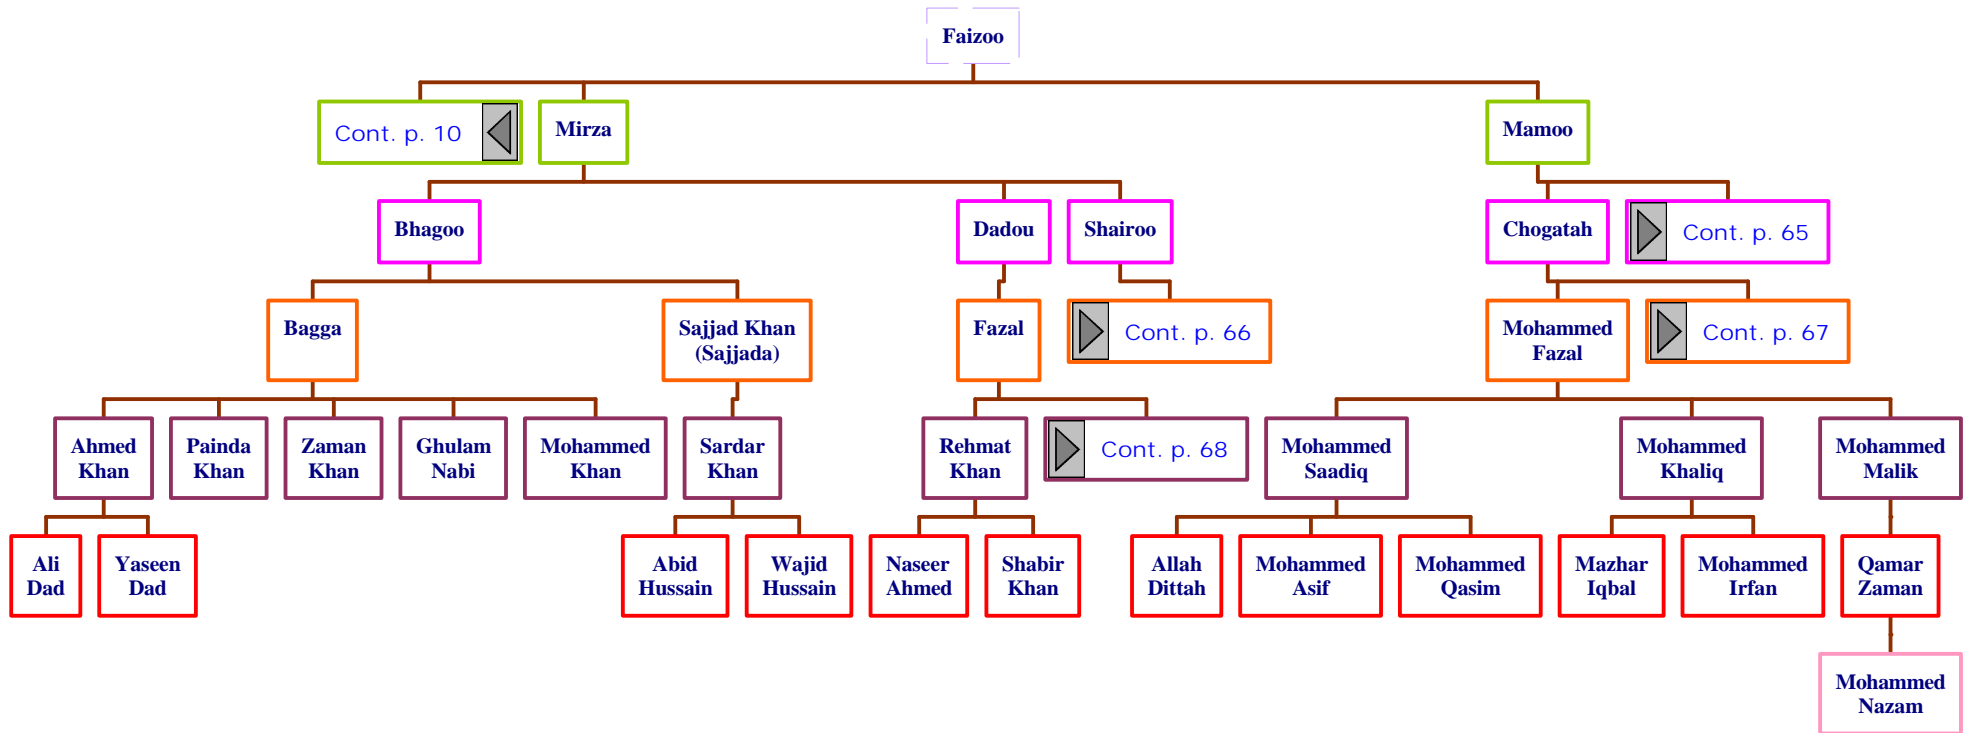 Faizoo
Cont. p. 10
Mirza
Mamoo
Bhagoo
Dadou
Shairoo
Chogatah
Cont. p. 65
Bagga
Sajjad Khan
(Sajjada)
Fazal
Cont. p. 66
Mohammed
Fazal
Cont. p. 67
Ahmed
Khan
Painda
Khan
Zaman
Khan
Ghulam
Nabi
Mohammed
Khan
Sardar
Khan
Rehmat
Khan
Cont. p. 68
Mohammed
Saadiq
Mohammed
Khaliq
Mohammed
Malik
Ali
Dad
Yaseen
Dad
Abid
Hussain
Wajid
Hussain
Naseer
Ahmed
Shabir
Khan
Allah
Dittah
Mohammed
Asif
Mohammed
Qasim
Mazhar
Iqbal
Mohammed
Irfan
Qamar
Zaman
Mohammed
Nazam